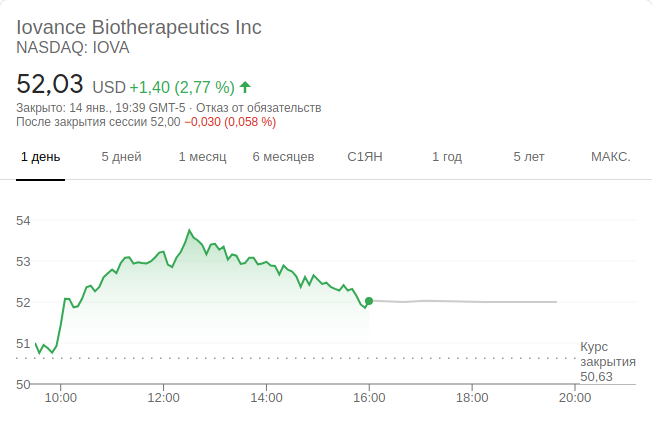 Iovance Biotherapeutics Inc
NASDAQ: IOVA
52,03 USD +1,40 (2,77 %)
Закрыто: 14 янв., 19:39 GMT-5 · Отказ от обязательств
После закрытия сессии 52,00 −0,030 (0,058 %)
1 день 5 дней 1 месяц 6 месяцев С1ЯН 1 год 5 лет МАКС.
54
53
52
51
50
Курс
закрытия
50,63
10:00 12:00 14:00 16:00 18:00 20:00